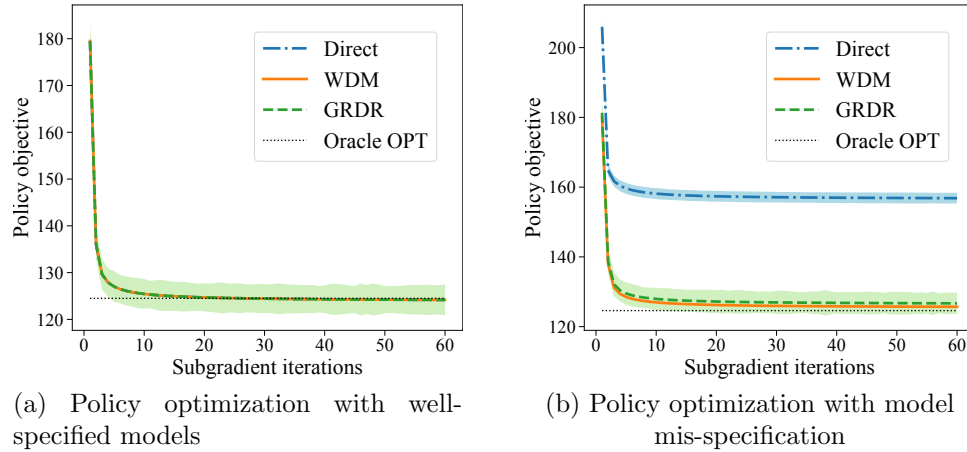 180
170
160
150
140
130
120
Policy objective
0
10
20
30
40
50
60
Subgradient iterations
Direct
WDM
GRDR
Oracle OPT
(a) Policy optimization with well-
specified models
200
180
160
140
120
Policy objective
0
10
20
30
40
50
60
Subgradient iterations
Direct
WDM
GRDR
Oracle OPT
(b) Policy optimization with model
mis-specification